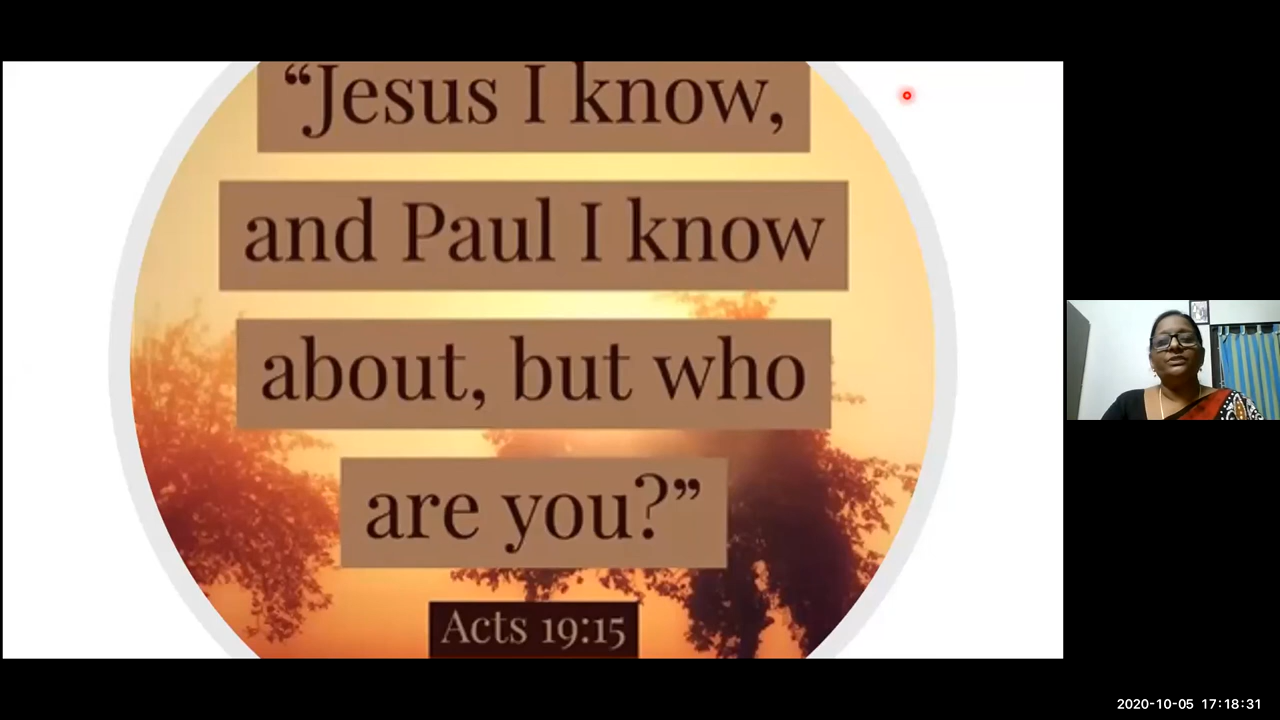 “Jesus I know,
and Paul I know
about, but who
are you?”
Acts 19:15
2020-10-05 17:18:31